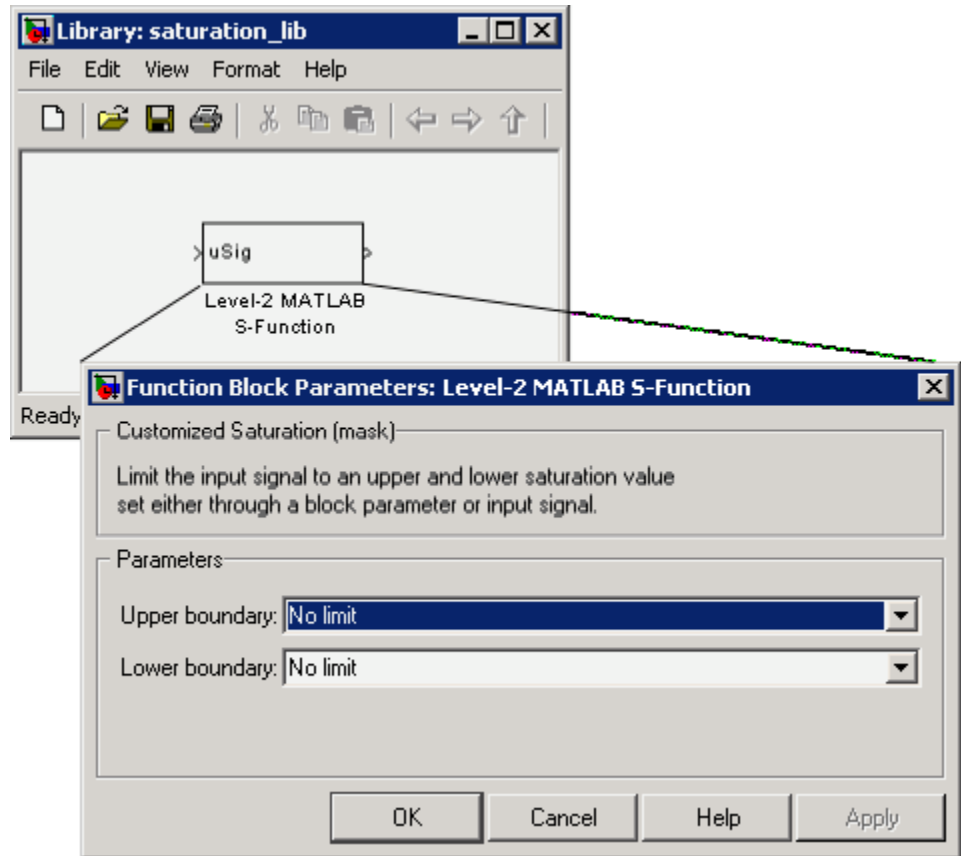 Library: saturation_lib
File Edit View Format Help
uSig
Level-2 MATLAB
S-Function
Ready
Function Block Parameters: Level-2 MATLAB S-Function
Customized Saturation (mask)
Limit the input signal to an upper and lower saturation value
set either through a block parameter or input signal.
Parameters
Upper boundary: No limit
Lower boundary: No limit
OK Cancel Help Apply